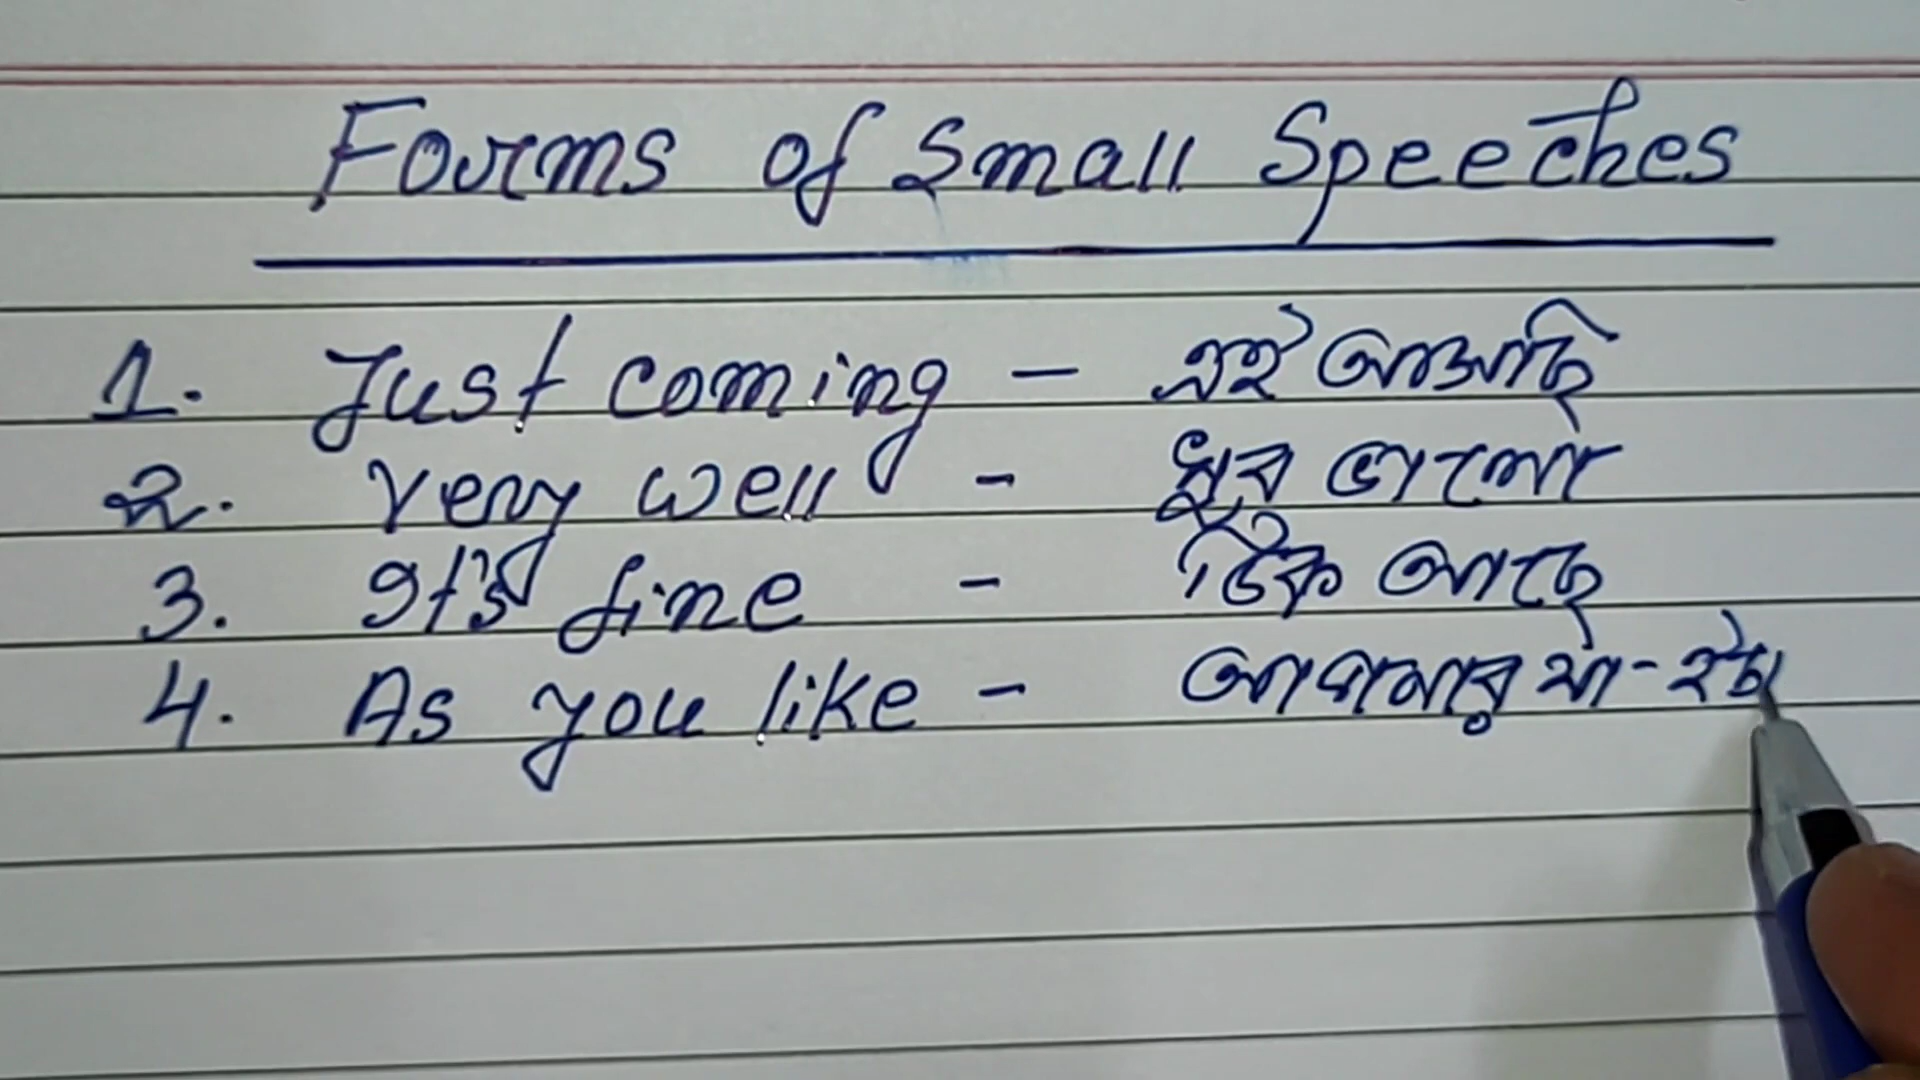 Forms of Small Speeches
1. Just coming - এই আসছি
2. Very well - খুব ভালো
3. It's fine - ঠিক আছে
4. As you like - আপনার যা-ইচ্ছা